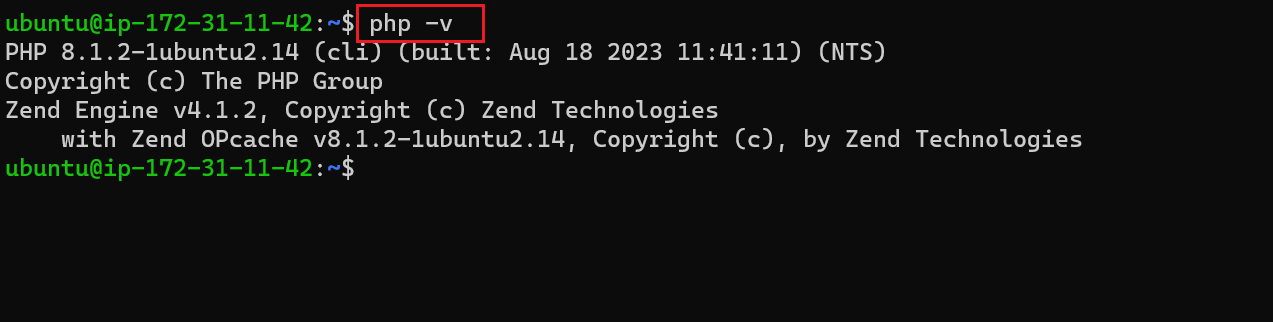 ubuntu@ip-172-31-11-42:~$ php -v
PHP 8.1.2-1ubuntu2.14 (cli) (built: Aug 18 2023 11:41:11) (NTS)
Copyright (c) The PHP Group
Zend Engine v4.1.2, Copyright (c) Zend Technologies
    with Zend OPcache v8.1.2-1ubuntu2.14, Copyright (c), by Zend Technologies
ubuntu@ip-172-31-11-42:~$